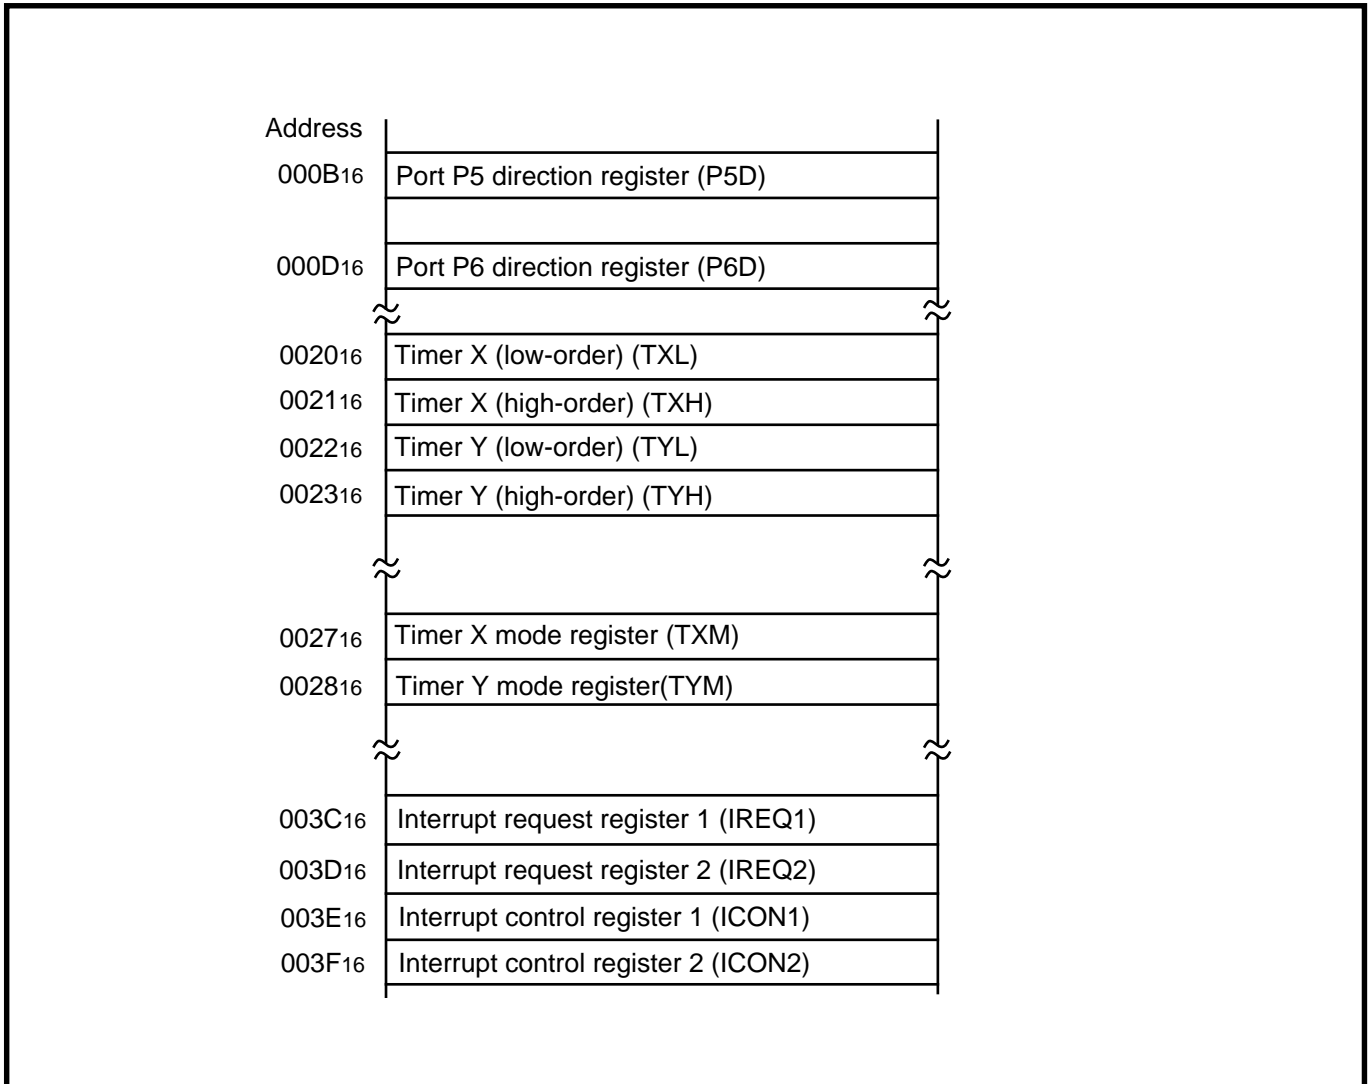 Address
000B16 Port P5 direction register (P5D)
000D16 Port P6 direction register (P6D)
002016 Timer X (low-order) (TXL)
002116 Timer X (high-order) (TXH)
002216 Timer Y (low-order) (TYL)
002316 Timer Y (high-order) (TYH)
002716 Timer X mode register (TXM)
002816 Timer Y mode register(TYM)
003C16 Interrupt request register 1 (IREQ1)
003D16 Interrupt request register 2 (IREQ2)
003E16 Interrupt control register 1 (ICON1)
003F16 Interrupt control register 2 (ICON2)